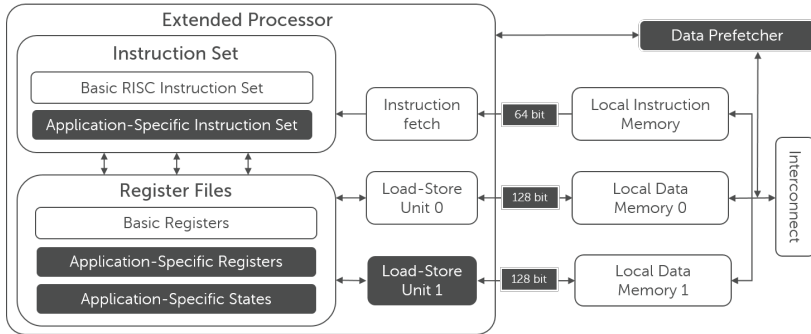 Extended Processor
Data Prefetcher
Instruction Set
Basic RISC Instruction Set
Application-Specific Instruction Set
Instruction
fetch
64 bit
Local Instruction
Memory
Interconnect
Register Files
Basic Registers
Application-Specific Registers
Application-Specific States
Load-Store
Unit 0
128 bit
Local Data
Memory 0
Load-Store
Unit 1
128 bit
Local Data
Memory 1